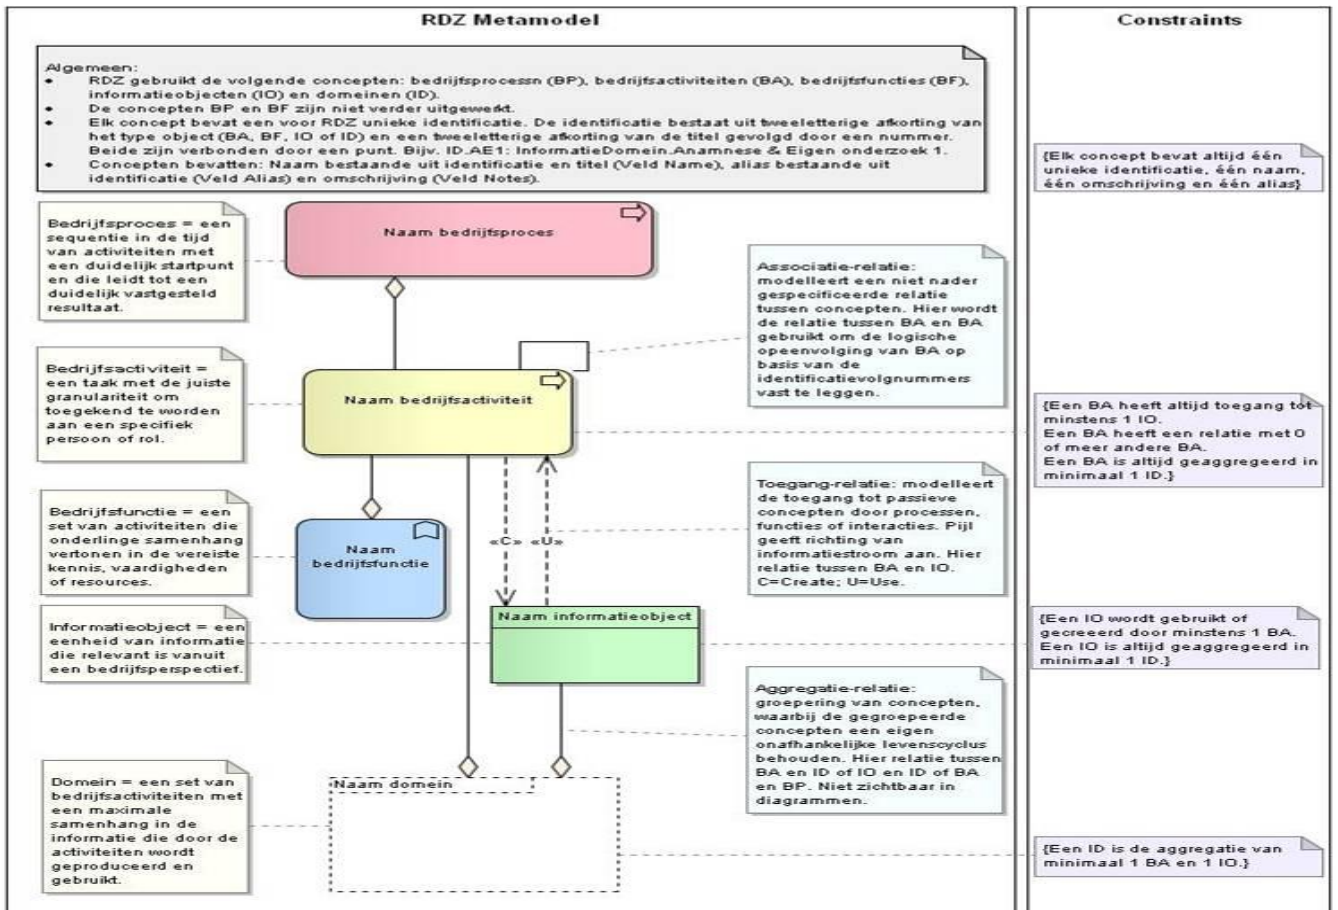 RDZ Metamodel
Algemeen:
• RDZ gebruikt de volgende concepten: bedrijfsprocessn (BP), bedrijfsactiviteiten (BA), bedrijfsfuncties (BF),
informatieobjecten (IO) en domeinen (ID).
• De concepten BP en BF zijn niet verder uitgewerkt.
• Elk concept bevat een voor RDZ unieke identificatie. De identificatie bestaat uit tweeletterige afkorting van
het type object (BA, BF, IO of ID) en een tweeletterige afkorting van de titel gevolgd door een nummer.
Beide zijn verbonden door een punt. Bijv. ID.AE1: InformatieDomein.Anamnese & Eigen onderzoek 1.
• Concepten bevatten: Naam bestaande uit identificatie en titel (Veld Name), alias bestaande uit
identificatie (Veld Alias) en omschrijving (Veld Notes).
Bedrijfsproces = een
sequentie in de tijd
van activiteiten met
een duidelijk startpunt
en die leidt tot een
duidelijk vastgesteld
resultaat.
Naam bedrijfsproces
Associatie-relatie:
modelleert een niet nader
gespecificeerde relatie
tussen concepten. Hier wordt
de relatie tussen BA en BA
gebruikt om de logische
opeenvolging van BA op
basis van de
identificatievolgnummers
vast te leggen.
Bedrijfsactiviteit =
een taak met de juiste
granulariteit om
toegekend te worden
aan een specifiek
persoon of rol.
Naam bedrijfsactiviteit
Bedrijfsfunctie = een
set van activiteiten die
onderlinge samenhang
vertonen in de vereiste
kennis, vaardigheden
of resources.
Naam
bedrijfsfunctie
«C» «U»
Toegang-relatie: modelleert
de toegang tot passieve
concepten door processen,
functies of interacties. Pijl
geeft richting van
informatiestroom aan. Hier
relatie tussen BA en IO.
C=Create; U=Use.
Informatieobject = een
eenheid van informatie
die relevant is vanuit
een bedrijfsperspectief.
Naam informatieobject
Aggregatie-relatie:
groepering van concepten,
waarbij de gegroepeerde
concepten een eigen
onafhankelijke levenscyclus
behouden. Hier relatie tussen
BA en ID of IO en ID of BA
en BP. Niet zichtbaar in
diagrammen.
Domein = een set van
bedrijfsactiviteiten met
een maximale
samenhang in de
informatie die door de
activiteiten wordt
geproduceerd en
gebruikt.
Naam domein
Constraints
{Elk concept bevat altijd één
unieke identificatie, één naam,
één omschrijving en één alias}
{Een BA heeft altijd toegang tot
minstens 1 IO.
Een BA heeft een relatie met 0
of meer andere BA.
Een BA is altijd geaggregeerd in
minimaal 1 ID.}
{Een IO wordt gebruikt of
gecreeerd door minstens 1 BA.
Een IO is altijd geaggregeerd in
minimaal 1 ID.}
{Een ID is de aggregatie van
minimaal 1 BA en 1 IO.}